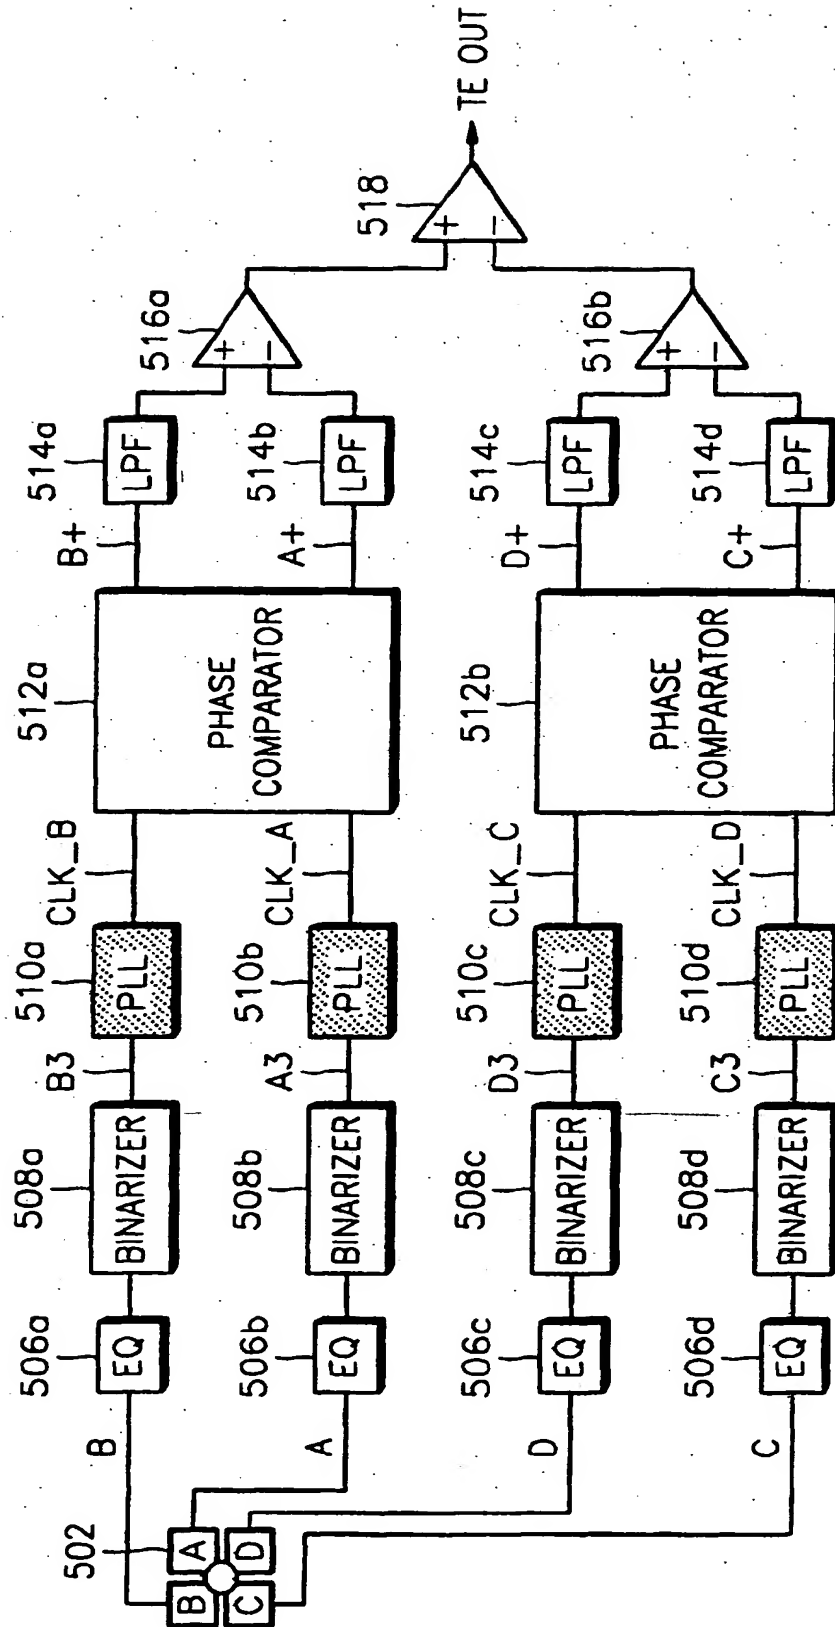 502
A
B
C
D
B
506a
EQ
508a
BINARIZER
B3
510a
PLL
CLK_B
A
506b
EQ
508b
BINARIZER
A3
510b
PLL
CLK_A
512a
PHASE
COMPARATOR
B+
514a
LPF
A+
514b
LPF
516a
+
−
D
506c
EQ
508c
BINARIZER
D3
510c
PLL
CLK_C
C
506d
EQ
508d
BINARIZER
C3
510d
PLL
CLK_D
512b
PHASE
COMPARATOR
D+
514c
LPF
C+
514d
LPF
516b
+
−
518
+
−
TE OUT